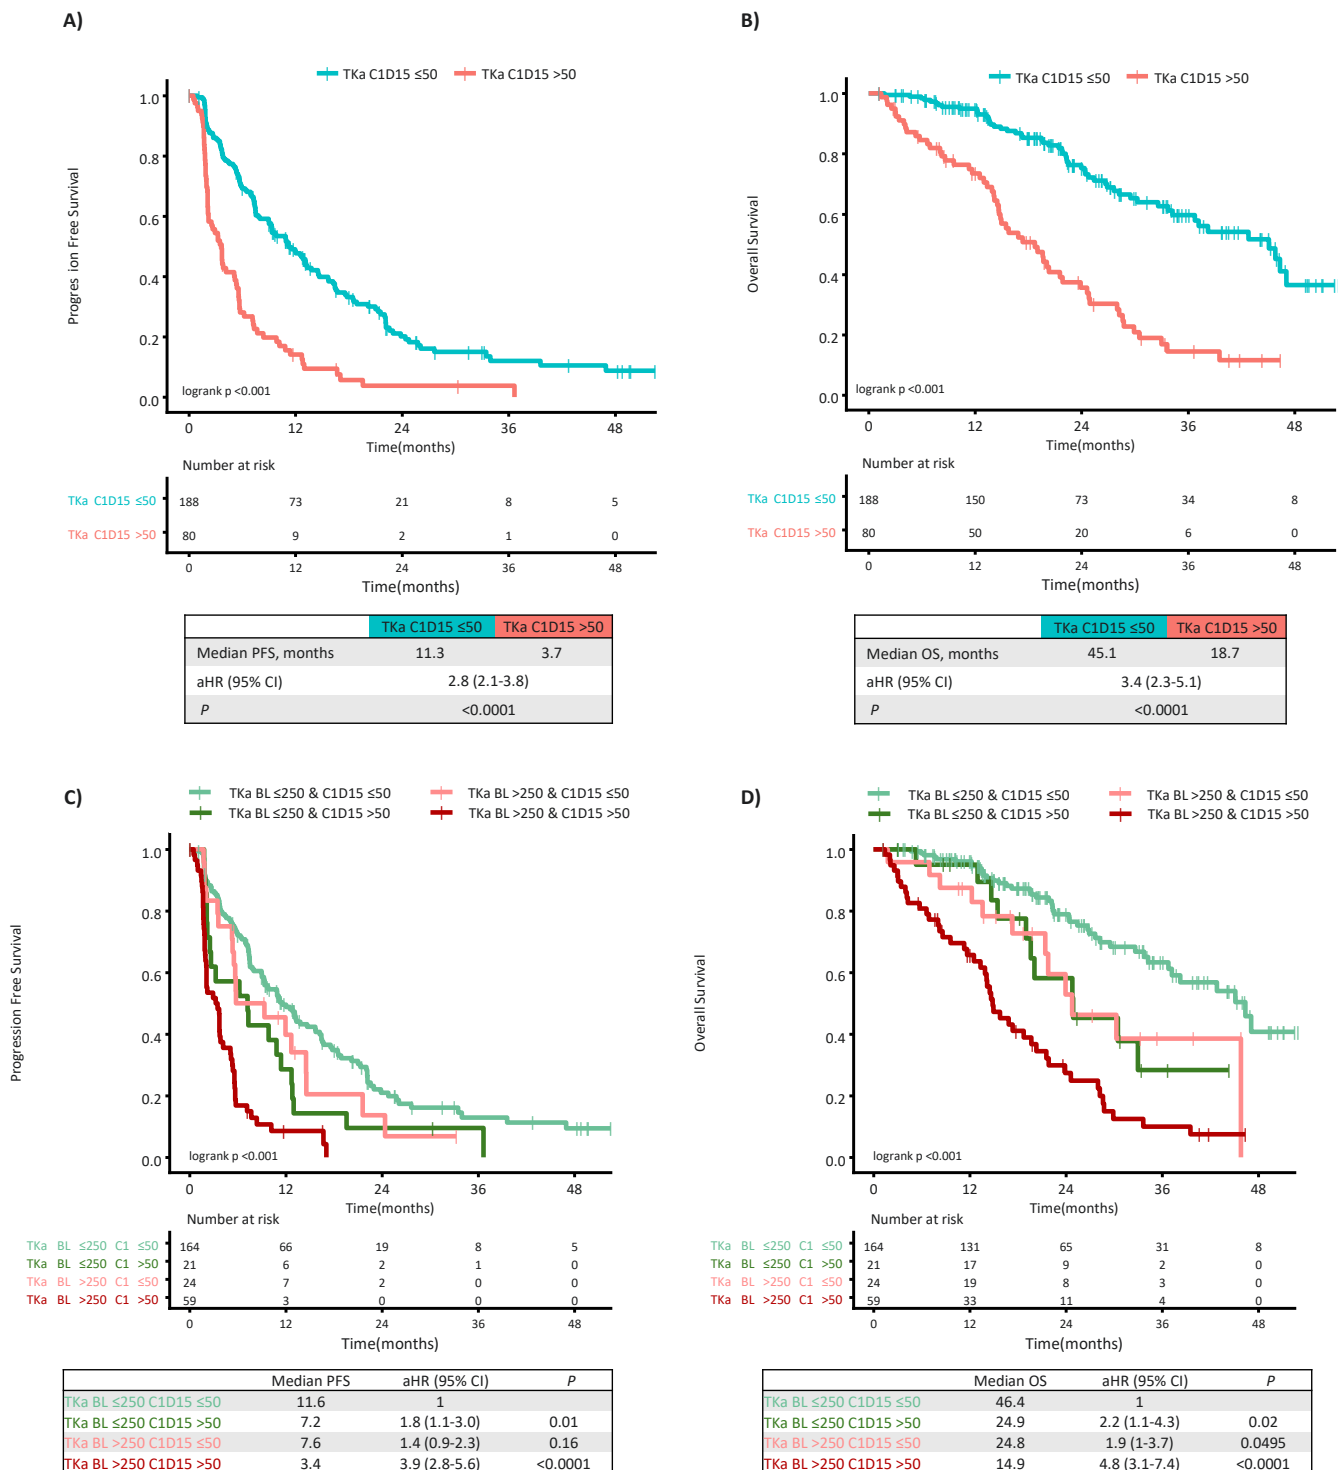 A)
TKa C1D15 ≤50 TKa C1D15 >50
Progres ion Free Survival
1.0
0.8
0.6
0.4
0.2
0.0
logrank p <0.001
0 12 24 36 48
Time(months)
Number at risk
TKa C1D15 ≤50 188 73 21 8 5
TKa C1D15 >50 80 9 2 1 0
0 12 24 36 48
Time(months)
TKa C1D15 ≤50 TKa C1D15 >50
Median PFS, months 11.3 3.7
aHR (95% CI) 2.8 (2.1-3.8)
P <0.0001
B)
TKa C1D15 ≤50 TKa C1D15 >50
Overall Survival
1.0
0.8
0.6
0.4
0.2
0.0
logrank p <0.001
0 12 24 36 48
Time(months)
Number at risk
TKa C1D15 ≤50 188 150 73 34 8
TKa C1D15 >50 80 50 20 6 0
0 12 24 36 48
Time(months)
TKa C1D15 ≤50 TKa C1D15 >50
Median OS, months 45.1 18.7
aHR (95% CI) 3.4 (2.3-5.1)
P <0.0001
C)
TKa BL ≤250 & C1D15 ≤50 TKa BL >250 & C1D15 ≤50
TKa BL ≤250 & C1D15 >50 TKa BL >250 & C1D15 >50
Progression Free Survival
1.0
0.8
0.6
0.4
0.2
0.0
logrank p <0.001
0 12 24 36 48
Time(months)
Number at risk
TKa BL ≤250 C1 ≤50 164 66 19 8 5
TKa BL ≤250 C1 >50 21 6 2 1 0
TKa BL >250 C1 ≤50 24 7 2 0 0
TKa BL >250 C1 >50 59 3 0 0 0
0 12 24 36 48
Time(months)
Median PFS aHR (95% CI) P
TKa BL ≤250 C1D15 ≤50 11.6 1
TKa BL ≤250 C1D15 >50 7.2 1.8 (1.1-3.0) 0.01
TKa BL >250 C1D15 ≤50 7.6 1.4 (0.9-2.3) 0.16
TKa BL >250 C1D15 >50 3.4 3.9 (2.8-5.6) <0.0001
D)
TKa BL ≤250 & C1D15 ≤50 TKa BL >250 & C1D15 ≤50
TKa BL ≤250 & C1D15 >50 TKa BL >250 & C1D15 >50
Overall Survival
1.0
0.8
0.6
0.4
0.2
0.0
logrank p <0.001
0 12 24 36 48
Time(months)
Number at risk
TKa BL ≤250 C1 ≤50 164 131 65 31 8
TKa BL ≤250 C1 >50 21 17 9 2 0
TKa BL >250 C1 ≤50 24 19 8 3 0
TKa BL >250 C1 >50 59 33 11 4 0
0 12 24 36 48
Time(months)
Median OS aHR (95% CI) P
TKa BL ≤250 C1D15 ≤50 46.4 1
TKa BL ≤250 C1D15 >50 24.9 2.2 (1.1-4.3) 0.02
TKa BL >250 C1D15 ≤50 24.8 1.9 (1-3.7) 0.0495
TKa BL >250 C1D15 >50 14.9 4.8 (3.1-7.4) <0.0001